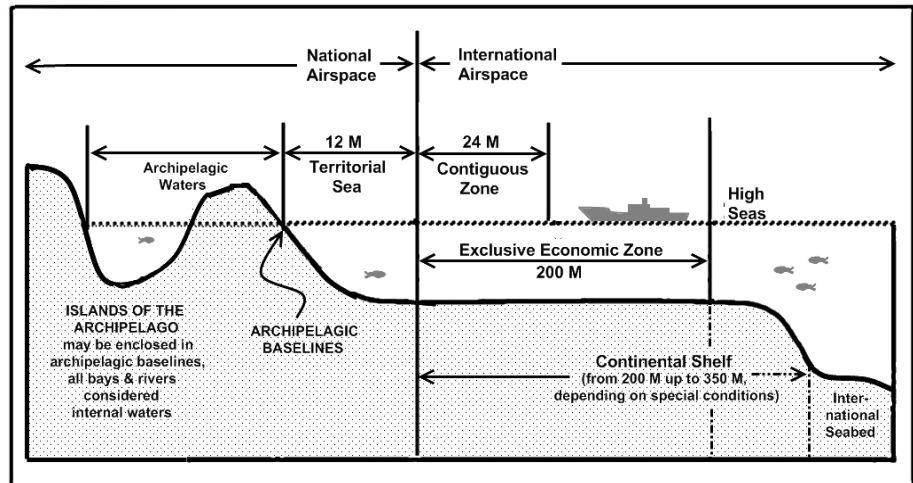 National
Airspace
International
Airspace
12 M
24 M
Archipelagic
Waters
Territorial
Sea
Contiguous
Zone
High
Seas
Exclusive Economic Zone
200 M
ISLANDS OF THE
ARCHIPELAGO
may be enclosed in
archipelagic baselines,
all bays & rivers
considered
internal waters
ARCHIPELAGIC
BASELINES
Continental Shelf
(from 200 M up to 350 M,
depending on special conditions)
Inter-
national
Seabed